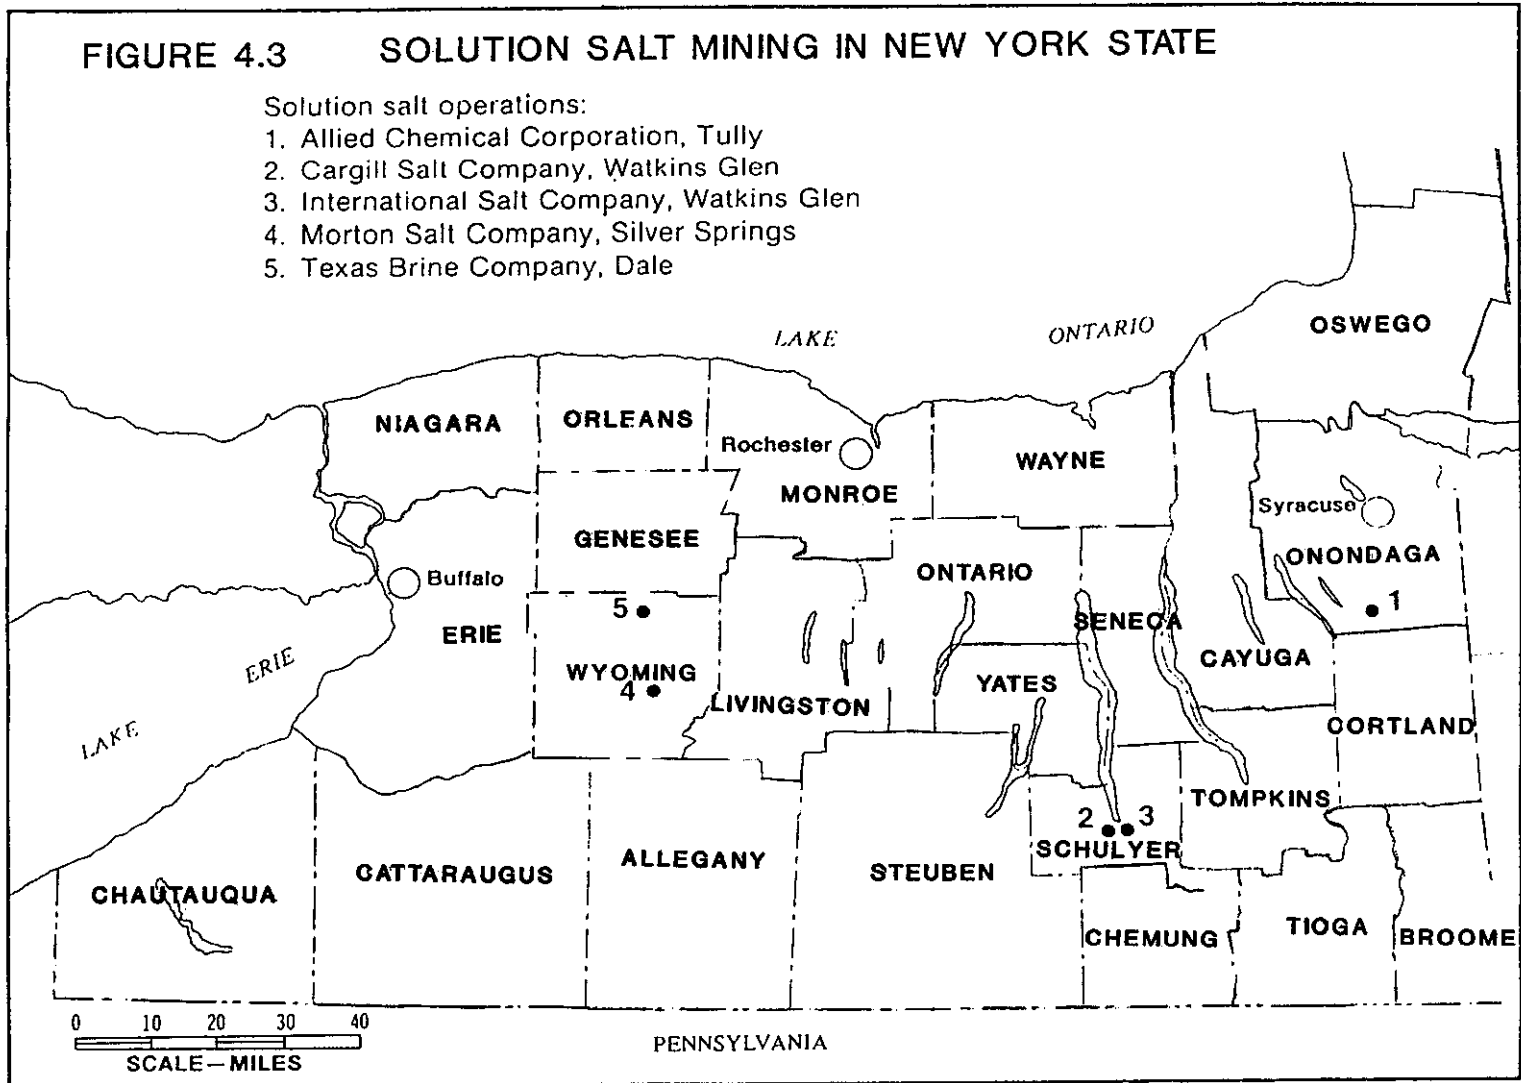 FIGURE 4.3 SOLUTION SALT MINING IN NEW YORK STATE
Solution salt operations:
1. Allied Chemical Corporation, Tully
2. Cargill Salt Company, Watkins Glen
3. International Salt Company, Watkins Glen
4. Morton Salt Company, Silver Springs
5. Texas Brine Company, Dale
LAKE ONTARIO
OSWEGO
NIAGARA
ORLEANS
Rochester
MONROE
WAYNE
Syracuse
ONONDAGA
GENESEE
ONTARIO
Buffalo
1
5
SENECA
ERIE
LAKE ERIE
WYOMING
4
LIVINGSTON
YATES
CAYUGA
CORTLAND
TOMPKINS
2 3
SCHULYER
CHAUTAUQUA
CATTARAUGUS
ALLEGANY
STEUBEN
CHEMUNG
TIOGA
BROOME
0 10 20 30 40
SCALE—MILES
PENNSYLVANIA